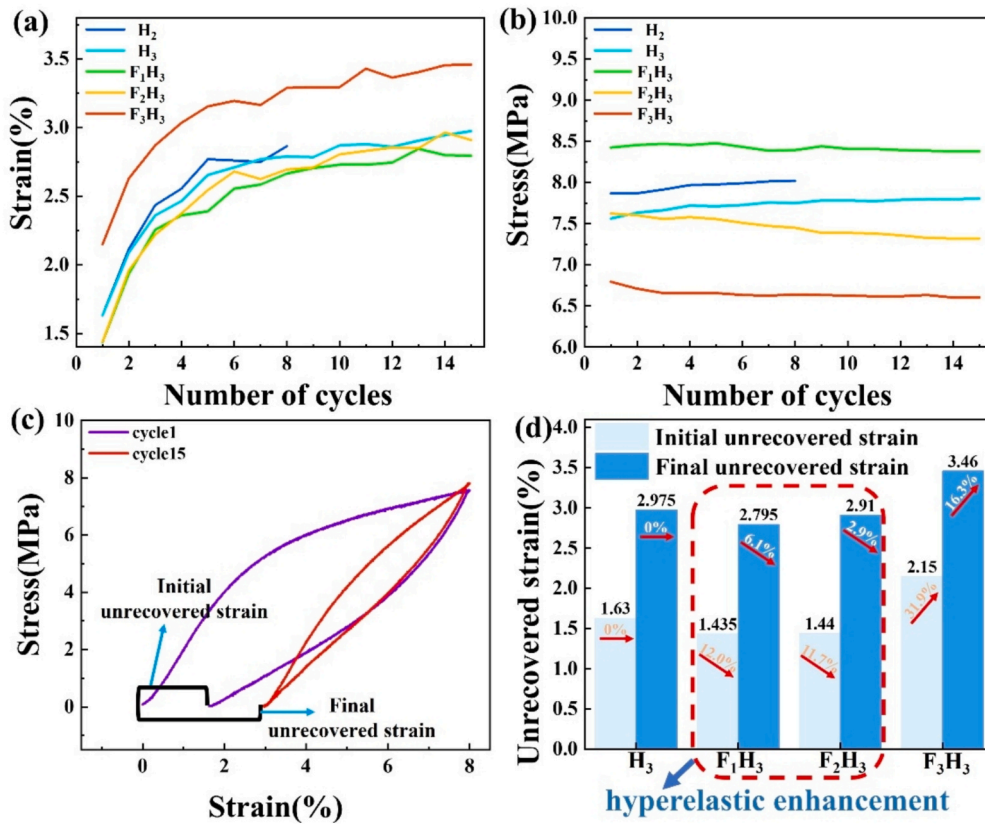 (a)
H₂
H₃
F₁H₃
F₂H₃
F₃H₃
Strain(%)
3.5
3.0
2.5
2.0
1.5
0 2 4 6 8 10 12 14
Number of cycles
(b)
H₂
H₃
F₁H₃
F₂H₃
F₃H₃
Stress(MPa)
10.0
9.5
9.0
8.5
8.0
7.5
7.0
6.5
6.0
0 2 4 6 8 10 12 14
Number of cycles
(c)
cycle1
cycle15
Stress(MPa)
10
8
6
4
2
0
Initial
unrecovered strain
Final
unrecovered strain
0 2 4 6 8
Strain(%)
(d)
Initial unrecovered strain
Final unrecovered strain
Unrecovered strain(%)
4.0
3.5
3.0
2.5
2.0
1.5
1.0
0.5
0.0
1.63
0%
2.975
0%
1.435
12.0%
2.795
6.1%
1.44
11.7%
2.91
2.9%
2.15
31.9%
3.46
16.3%
H₃ F₁H₃ F₂H₃ F₃H₃
hyperelastic enhancement